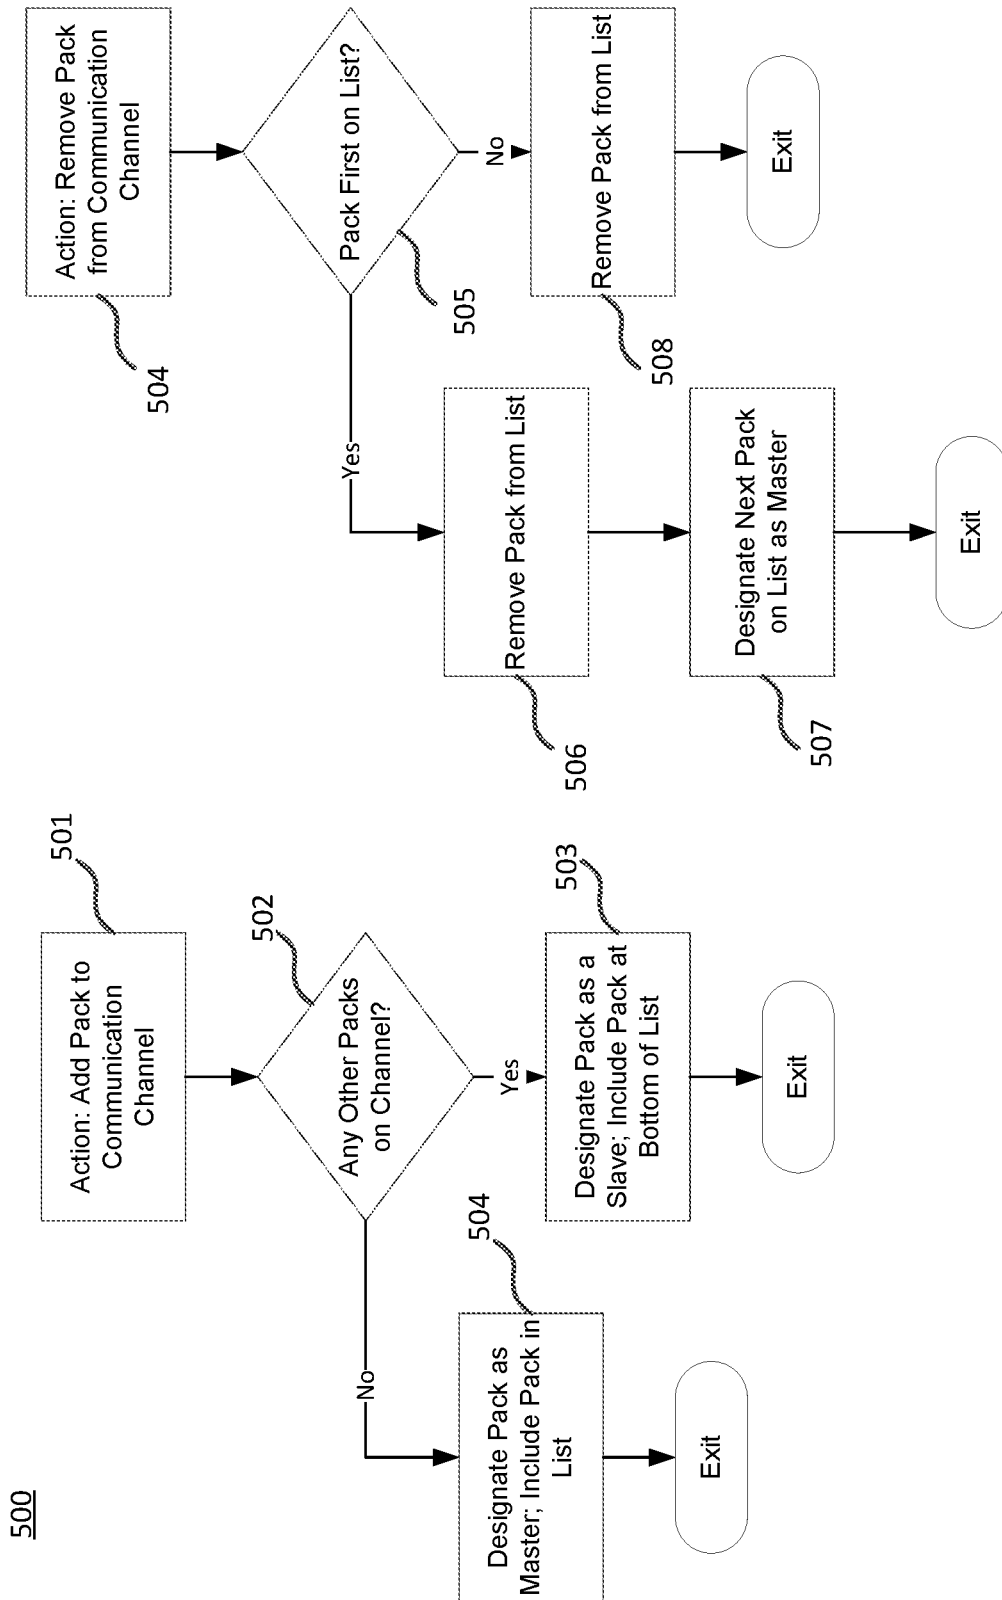 500
Action: Add Pack to
Communication
Channel
501
Any Other Packs
on Channel?
502
No
Yes
Designate Pack as
Master; Include Pack in
List
504
Designate Pack as a
Slave; Include Pack at
Bottom of List
503
Exit
Exit
Action: Remove Pack
from Communication
Channel
504
Pack First on List?
505
Yes
No
Remove Pack from List
506
Remove Pack from List
508
Designate Next Pack
on List as Master
507
Exit
Exit